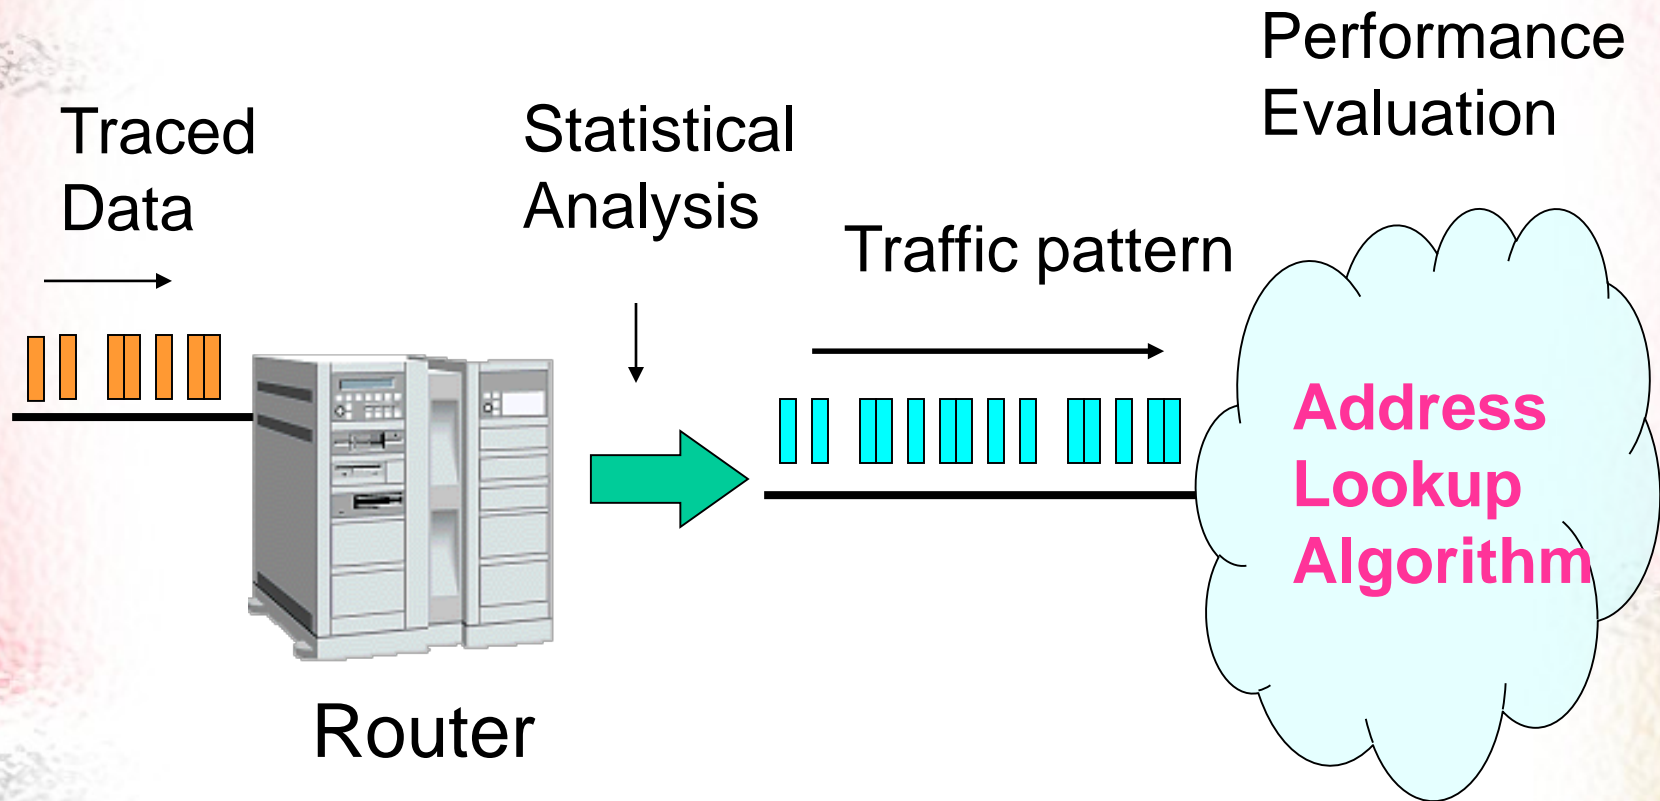 Traced
Data
Statistical
Analysis
Traffic pattern
Performance
Evaluation
Address
Lookup
Algorithm
Router